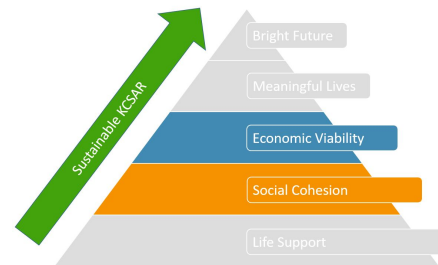 Bright Future
Meaningful Lives
Economic Viability
Social Cohesion
Life Support
Sustainable KCSAR